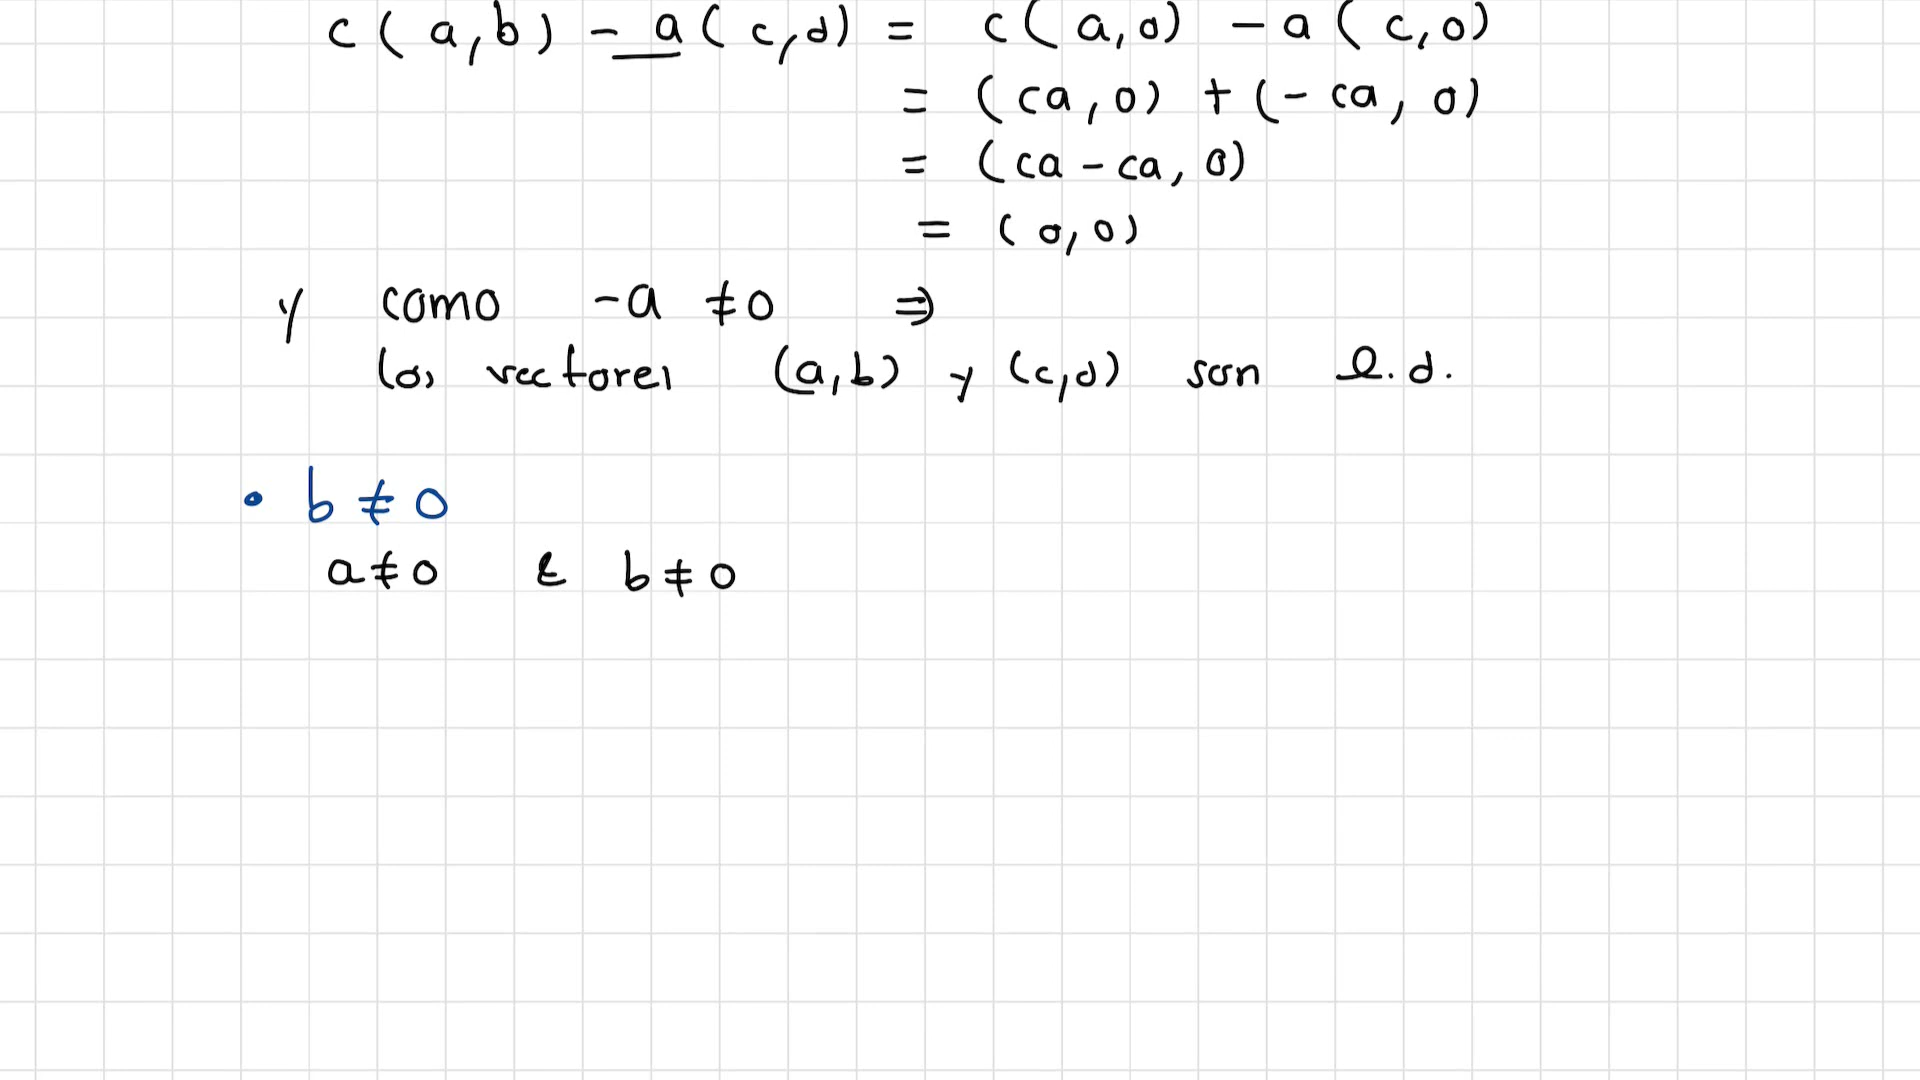 c ( a, b ) - a ( c, d ) = c ( a, 0 ) - a ( c, 0 )
= ( ca, 0 ) + ( - ca, 0 )
= ( ca - ca, 0 )
= ( 0, 0 )
y como -a ≠ 0 ⇒
los vectores (a, b) y (c, d) son l.d.
• b ≠ 0
a ≠ 0 & b ≠ 0